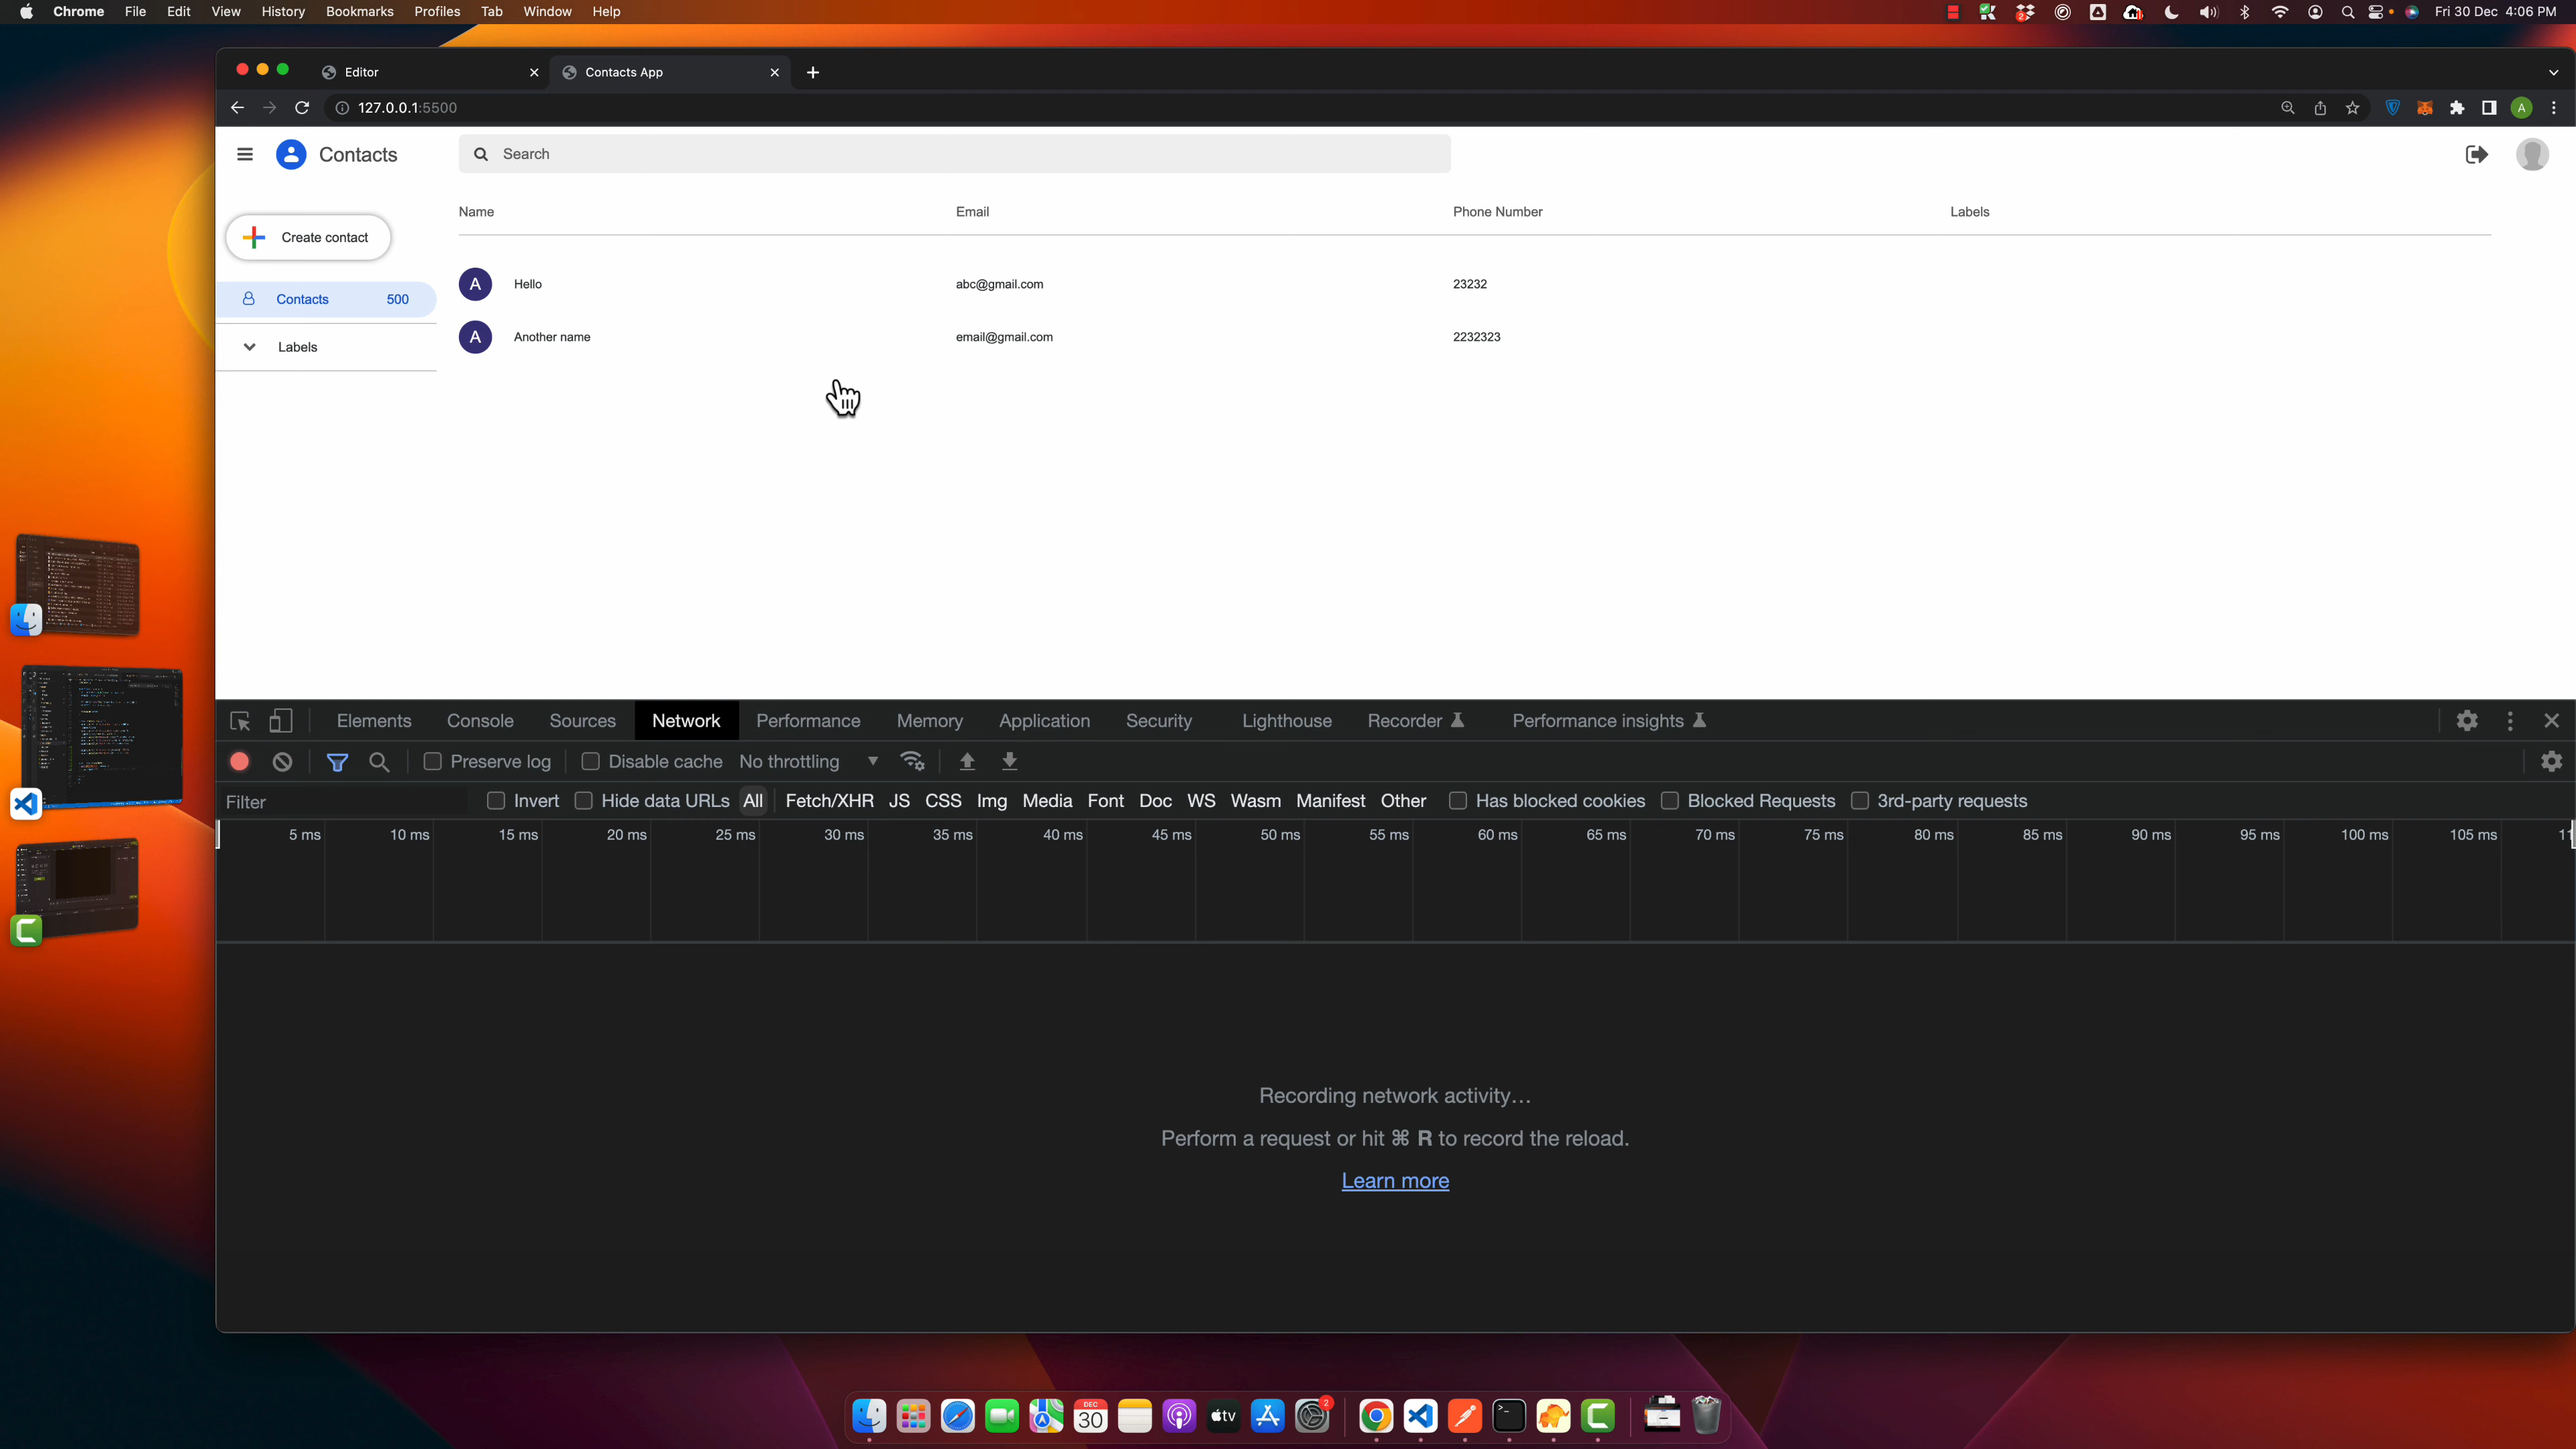 Chrome File Edit View History Bookmarks Profiles Tab Window Help
2 Fri 30 Dec 4:06 PM
Editor Contacts App
127.0.0.1:5500 A
Contacts Search
Create contact
Contacts 500
Labels
Name Email Phone Number Labels
A Hello abc@gmail.com 23232
A Another name email@gmail.com 2232323
Elements Console Sources Network Performance Memory Application Security Lighthouse Recorder Performance insights
Preserve log Disable cache No throttling
Filter Invert Hide data URLs All Fetch/XHR JS CSS Img Media Font Doc WS Wasm Manifest Other Has blocked cookies Blocked Requests 3rd-party requests
5 ms 10 ms 15 ms 20 ms 25 ms 30 ms 35 ms 40 ms 45 ms 50 ms 55 ms 60 ms 65 ms 70 ms 75 ms 80 ms 85 ms 90 ms 95 ms 100 ms 105 ms 11
Recording network activity…
Perform a request or hit ⌘ R to record the reload.
Learn more
DEC
30
tv
2